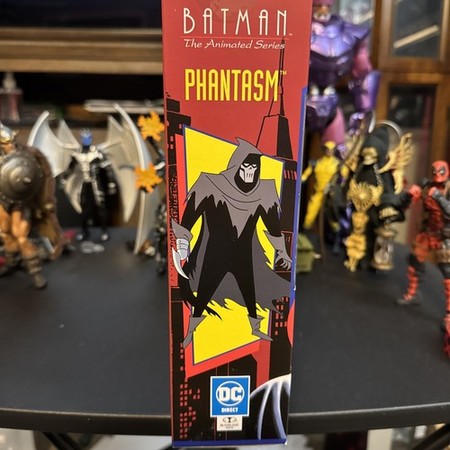 BATMAN
The Animated Series
PHANTASM™
DC
DIRECT